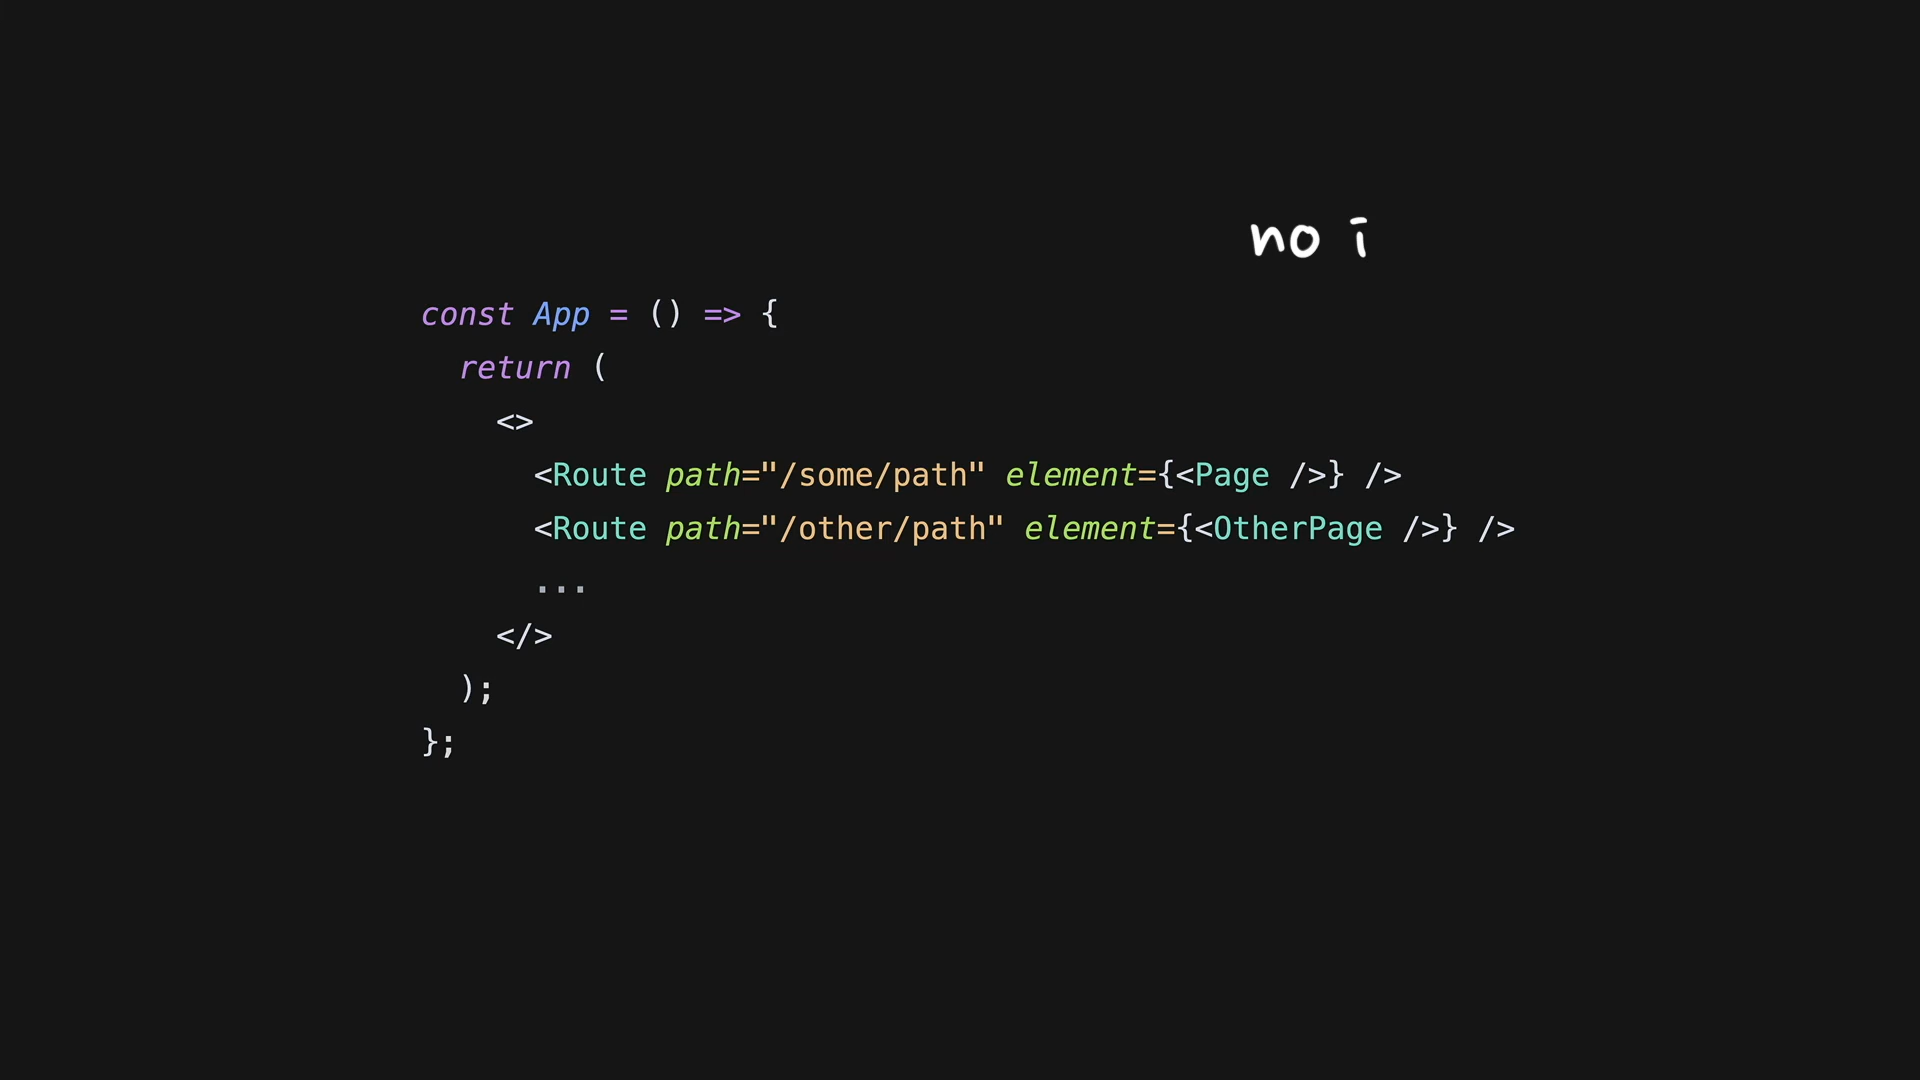 no i
const App = () => {
return (
<>
<Route path="/some/path" element={<Page />} />
<Route path="/other/path" element={<OtherPage />} />
...
</>
);
};